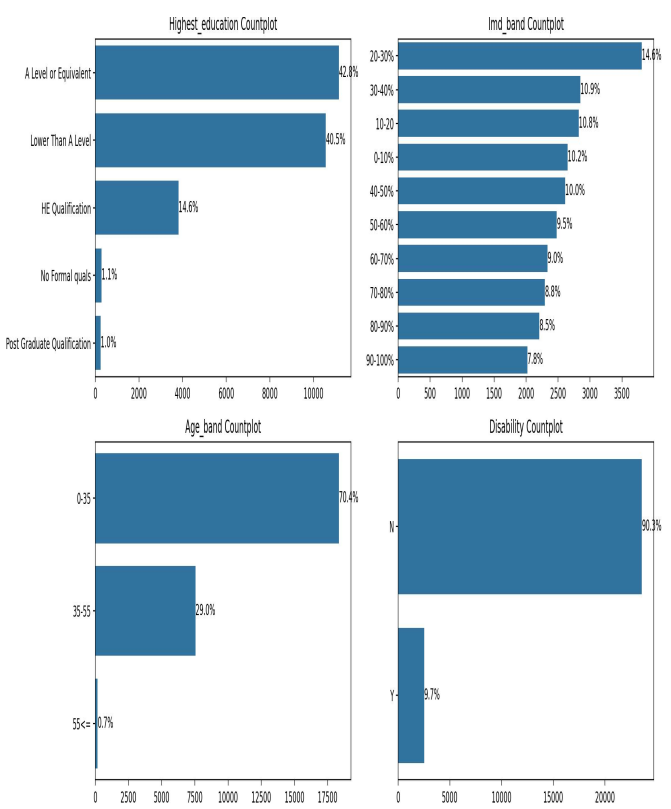 Highest_education Countplot
A Level or Equivalent
42.8%
Lower Than A Level
40.5%
HE Qualification
14.6%
No Formal quals
1.1%
Post Graduate Qualification
1.0%
0 2000 4000 6000 8000 10000
Imd_band Countplot
20-30%
14.6%
30-40%
10.9%
10-20
10.8%
0-10%
10.2%
40-50%
10.0%
50-60%
9.5%
60-70%
9.0%
70-80%
8.8%
80-90%
8.5%
90-100%
7.8%
0 500 1000 1500 2000 2500 3000 3500
Age_band Countplot
0-35
70.4%
35-55
29.0%
55<=
0.7%
0 2500 5000 7500 10000 12500 15000 17500
Disability Countplot
N
90.3%
Y
9.7%
0 5000 10000 15000 20000